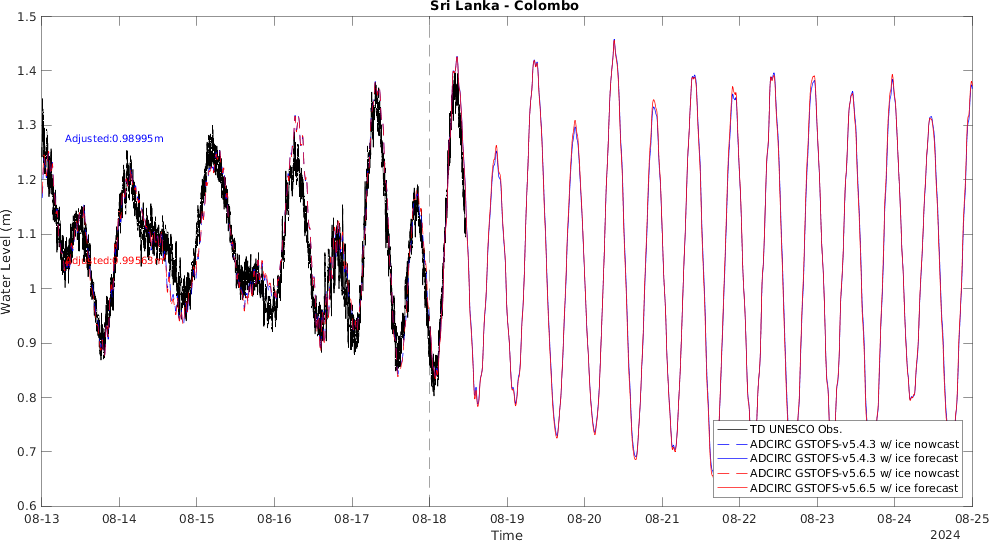 Sri Lanka - Colombo
1.5
1.4
1.3
1.2
1.1
1
0.9
0.8
0.7
0.6
Water Level (m)
Adjusted:0.98995m
Adjusted:0.99563m
TD UNESCO Obs.
ADCIRC GSTOFS-v5.4.3 w/ ice nowcast
ADCIRC GSTOFS-v5.4.3 w/ ice forecast
ADCIRC GSTOFS-v5.6.5 w/ ice nowcast
ADCIRC GSTOFS-v5.6.5 w/ ice forecast
08-13 08-14 08-15 08-16 08-17 08-18 08-19 08-20 08-21 08-22 08-23 08-24 08-25
Time
2024